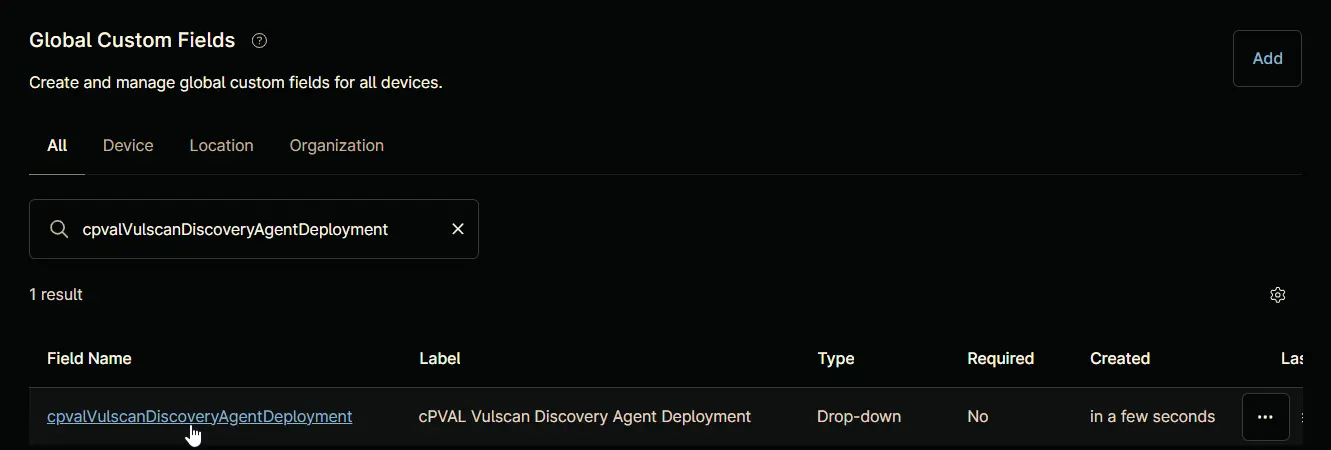 Global Custom Fields ?
Add
Create and manage global custom fields for all devices.
All Device Location Organization
cpvalVulscanDiscoveryAgentDeployment
1 result
Field Name Label Type Required Created
cpvalVulscanDiscoveryAgentDeployment cPVAL Vulscan Discovery Agent Deployment Drop-down No in a few seconds ...